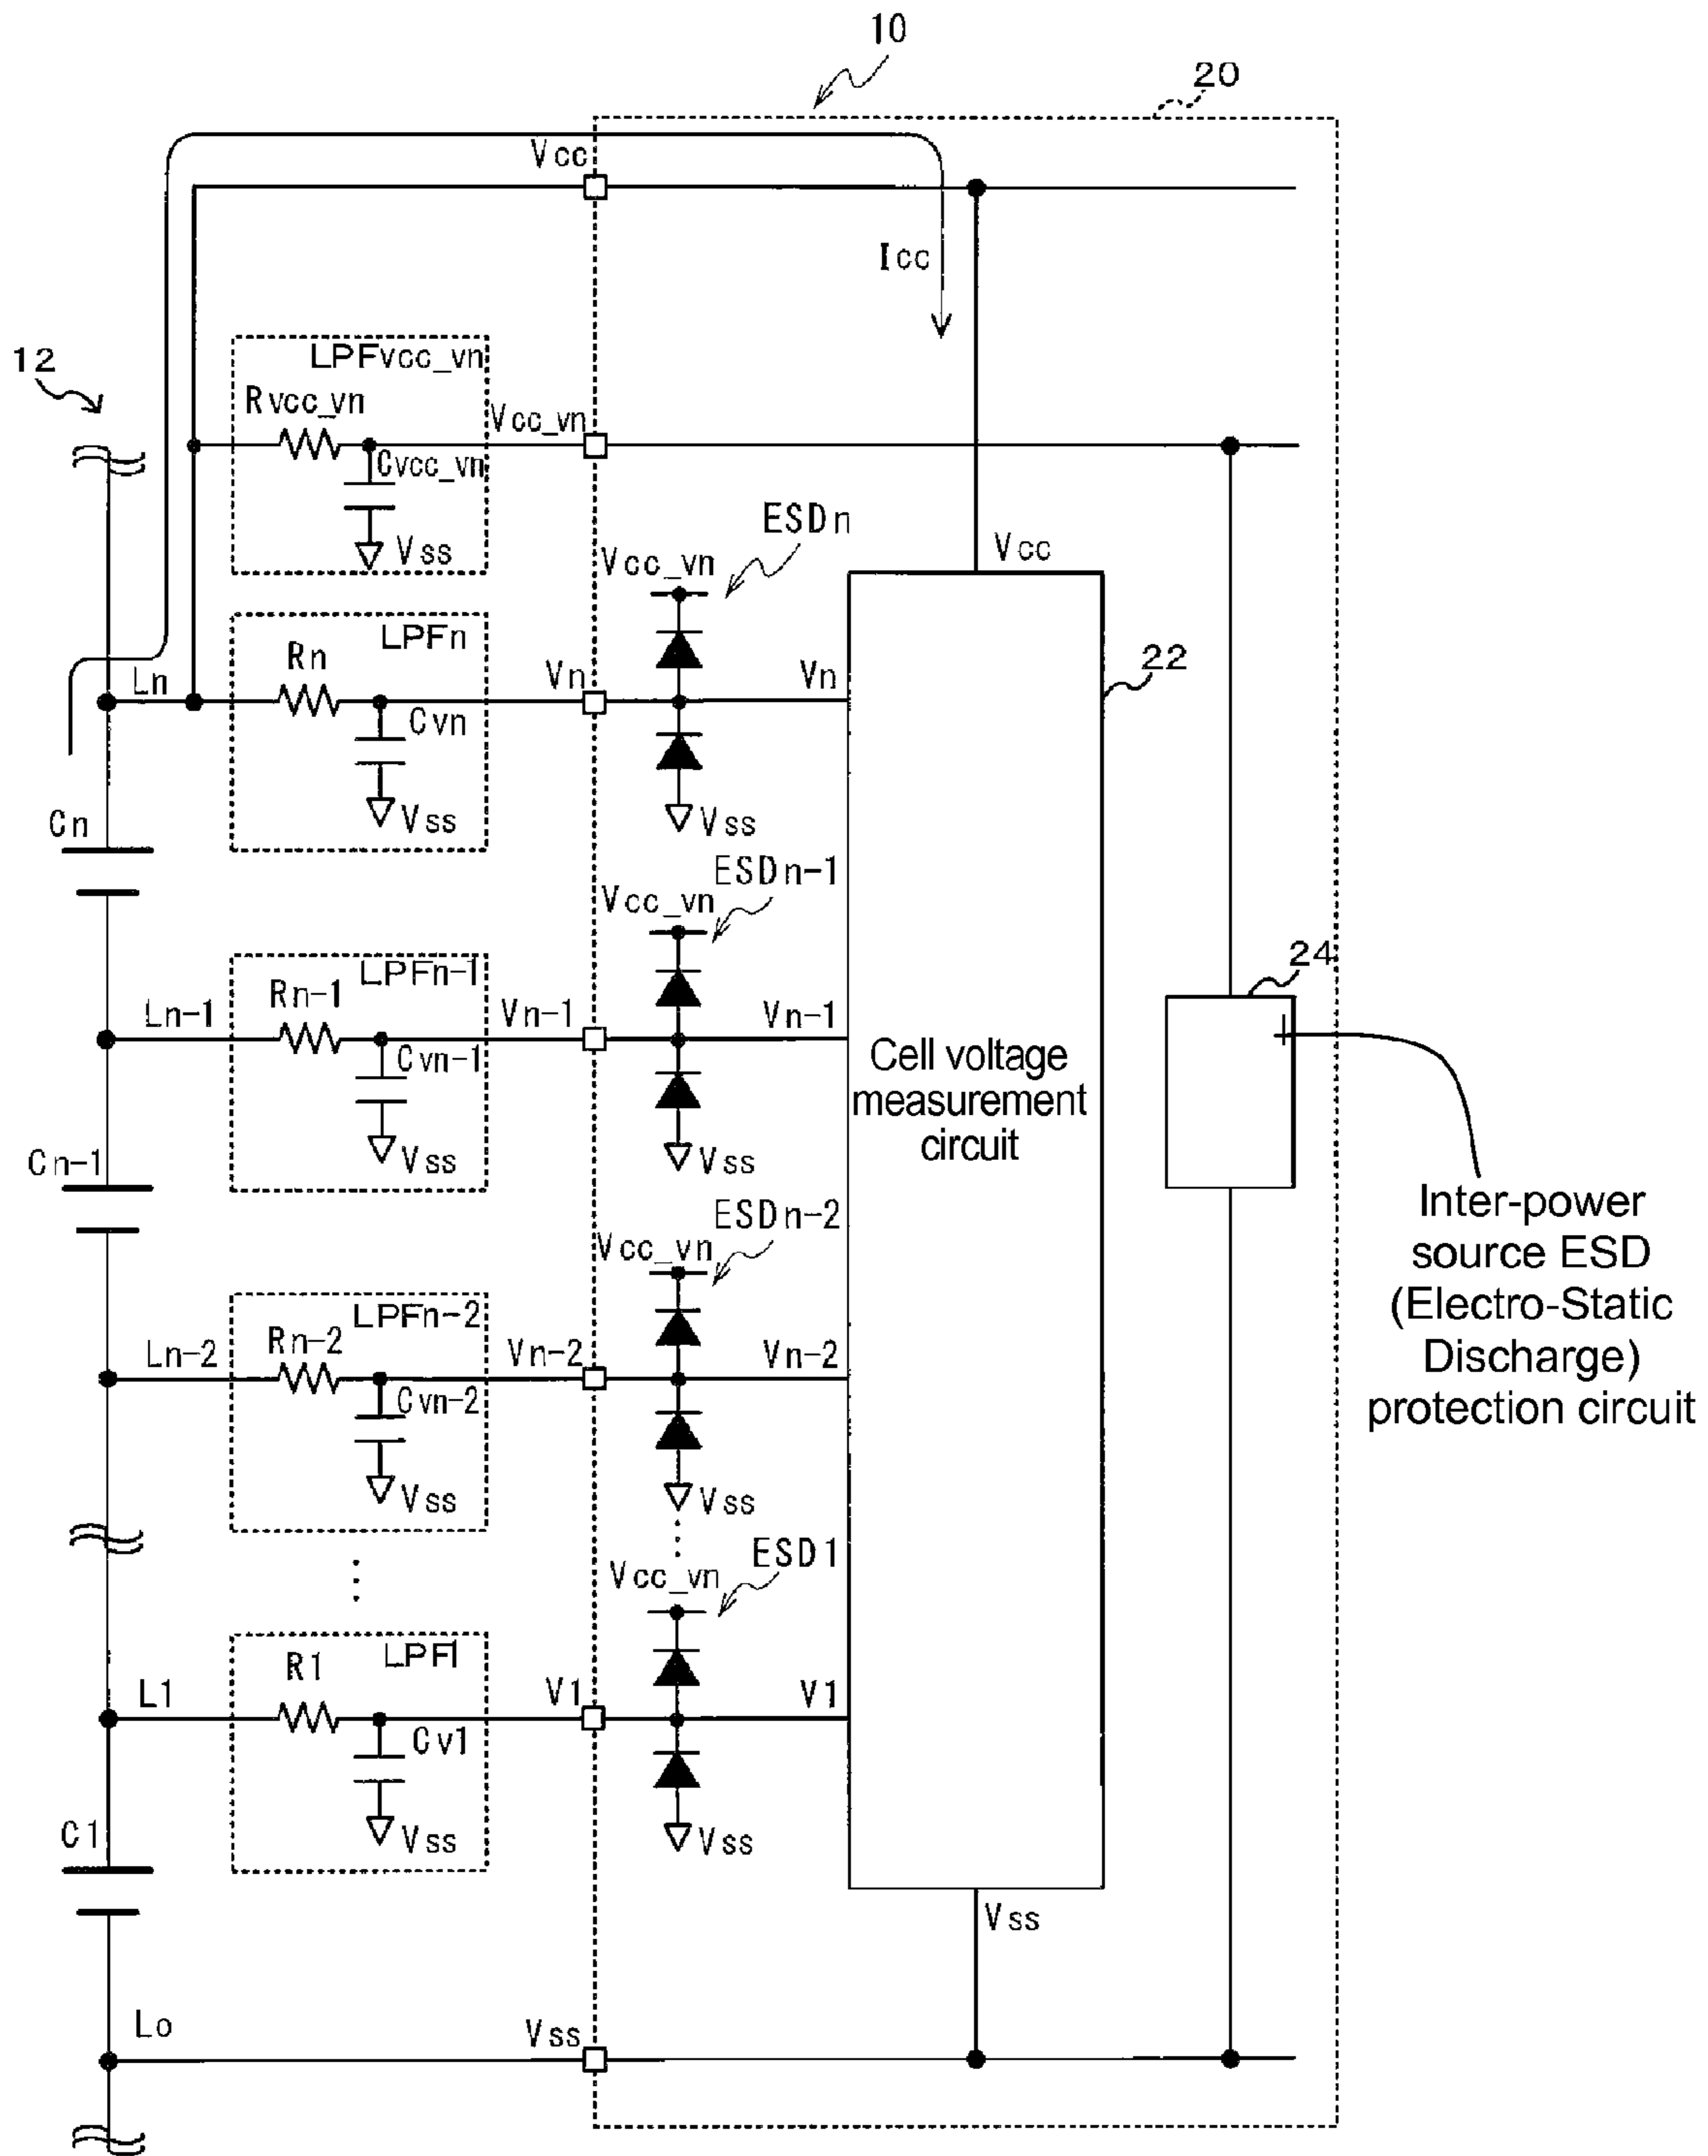 10
20
Vcc
Icc
12
LPFvcc_vn
Rvcc_vn
Vcc_vn
Cvcc_vn
Vss
ESDn
Vcc_vn
Vcc
LPFn
Rn
Ln
Vn
Vn
22
Cvn
Vss
Vss
Cn
ESDn-1
Vcc_vn
LPFn-1
Rn-1
Ln-1
Vn-1
Vn-1
24
Cvn-1
Vss
Vss
Cell voltage
measurement
circuit
Cn-1
Inter-power
source ESD
(Electro-Static
Discharge)
protection circuit
ESDn-2
Vcc_vn
LPFn-2
Rn-2
Ln-2
Vn-2
Vn-2
Cvn-2
Vss
Vss
ESD1
Vcc_vn
LPF1
R1
L1
V1
V1
Cv1
Vss
Vss
C1
Vss
Lo
Vss